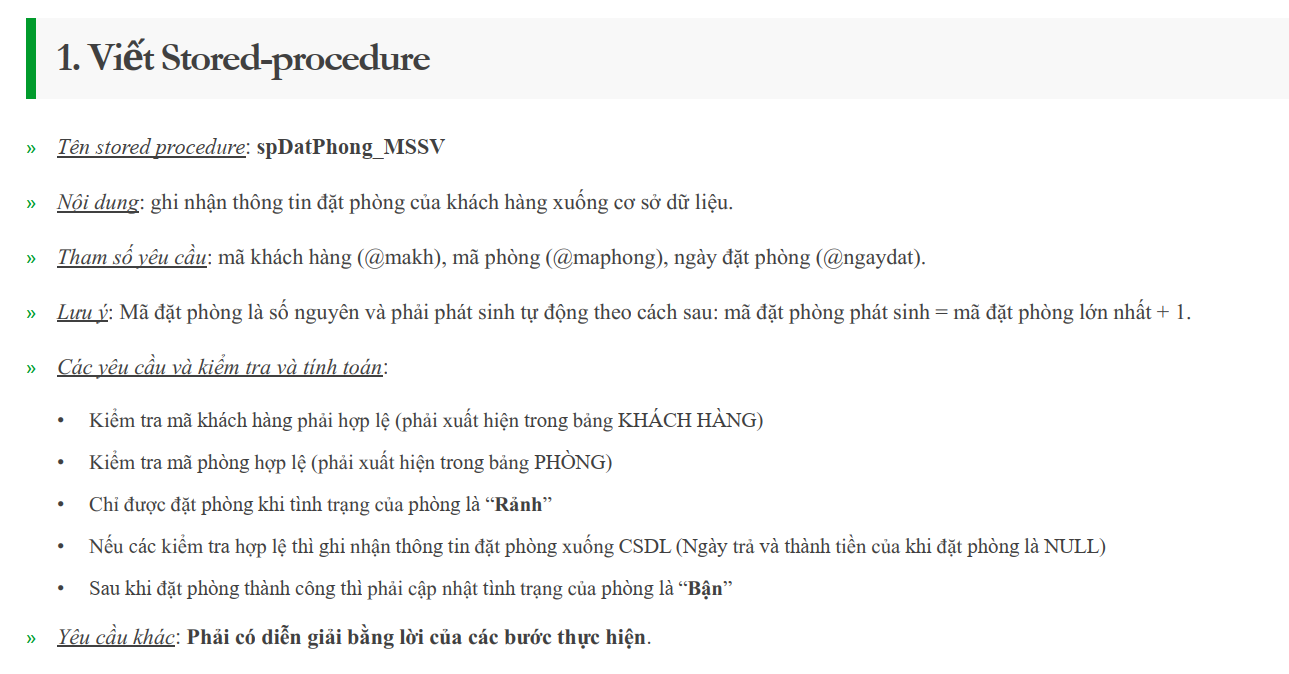 1. Viết Stored-procedure
» Tên stored procedure: spDatPhong_MSSV
» Nội dung: ghi nhận thông tin đặt phòng của khách hàng xuống cơ sở dữ liệu.
» Tham số yêu cầu: mã khách hàng (@makh), mã phòng (@maphong), ngày đặt phòng (@ngaydat).
» Lưu ý: Mã đặt phòng là số nguyên và phải phát sinh tự động theo cách sau: mã đặt phòng phát sinh = mã đặt phòng lớn nhất + 1.
» Các yêu cầu và kiểm tra và tính toán:
• Kiểm tra mã khách hàng phải hợp lệ (phải xuất hiện trong bảng KHÁCH HÀNG)
• Kiểm tra mã phòng hợp lệ (phải xuất hiện trong bảng PHÒNG)
• Chỉ được đặt phòng khi tình trạng của phòng là “Rảnh”
• Nếu các kiểm tra hợp lệ thì ghi nhận thông tin đặt phòng xuống CSDL (Ngày trả và thành tiền của khi đặt phòng là NULL)
• Sau khi đặt phòng thành công thì phải cập nhật tình trạng của phòng là “Bận”
» Yêu cầu khác: Phải có diễn giải bằng lời của các bước thực hiện.